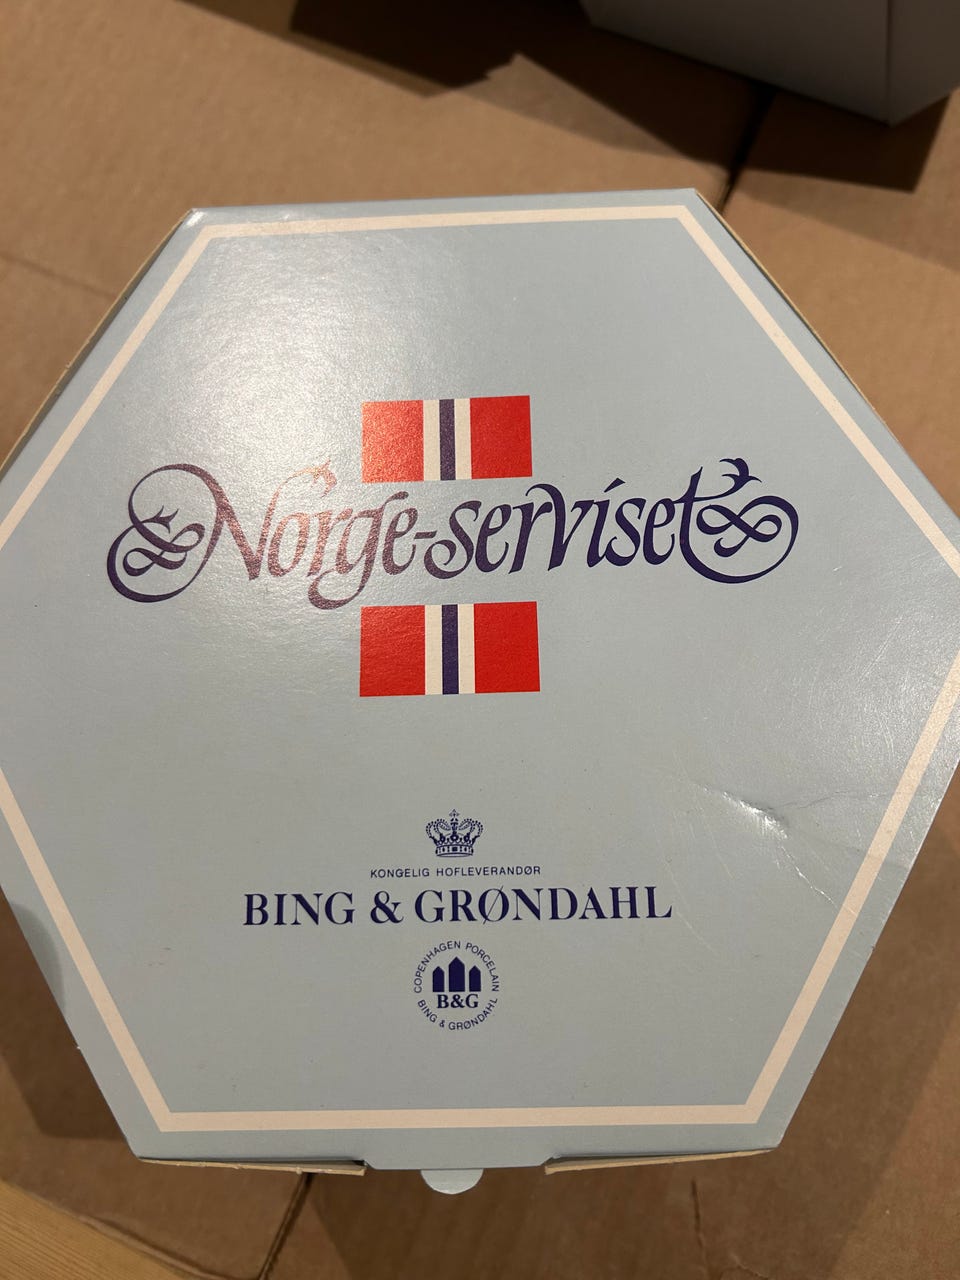 Norge-serviset
KONGELIG HOFLEVERANDØR
BING & GRØNDAHL
COPENHAGEN PORCELAIN
B&G
BING & GRØNDAHL